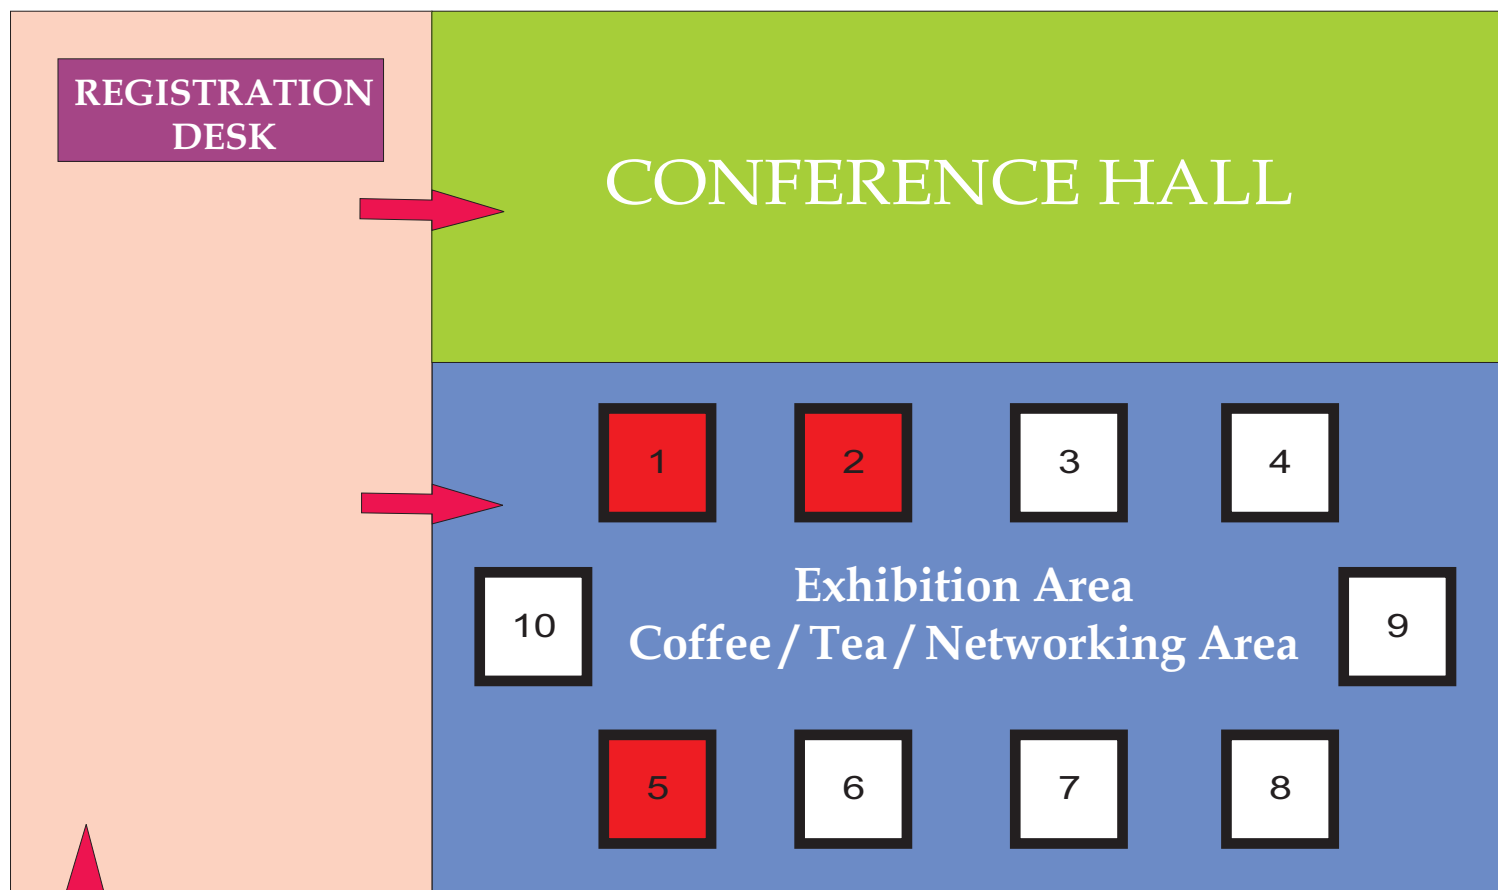 REGISTRATION
DESK
CONFERENCE HALL
1 2 3 4
Exhibition Area
10 9
Coffee / Tea / Networking Area
5 6 7 8